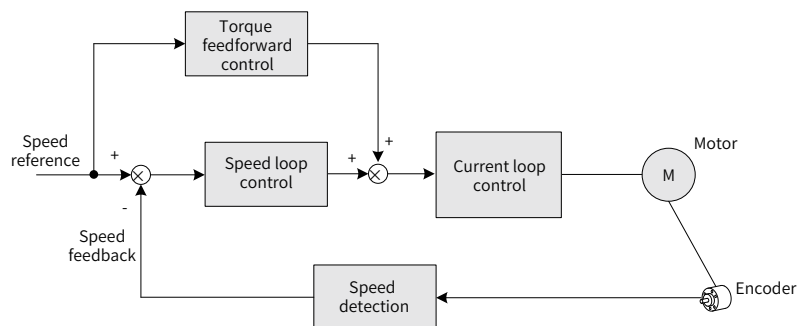 Torque
feedforward
control
Speed
reference
+
+
+
Speed loop
control
Current loop
control
Motor
M
-
Speed
feedback
Speed
detection
Encoder